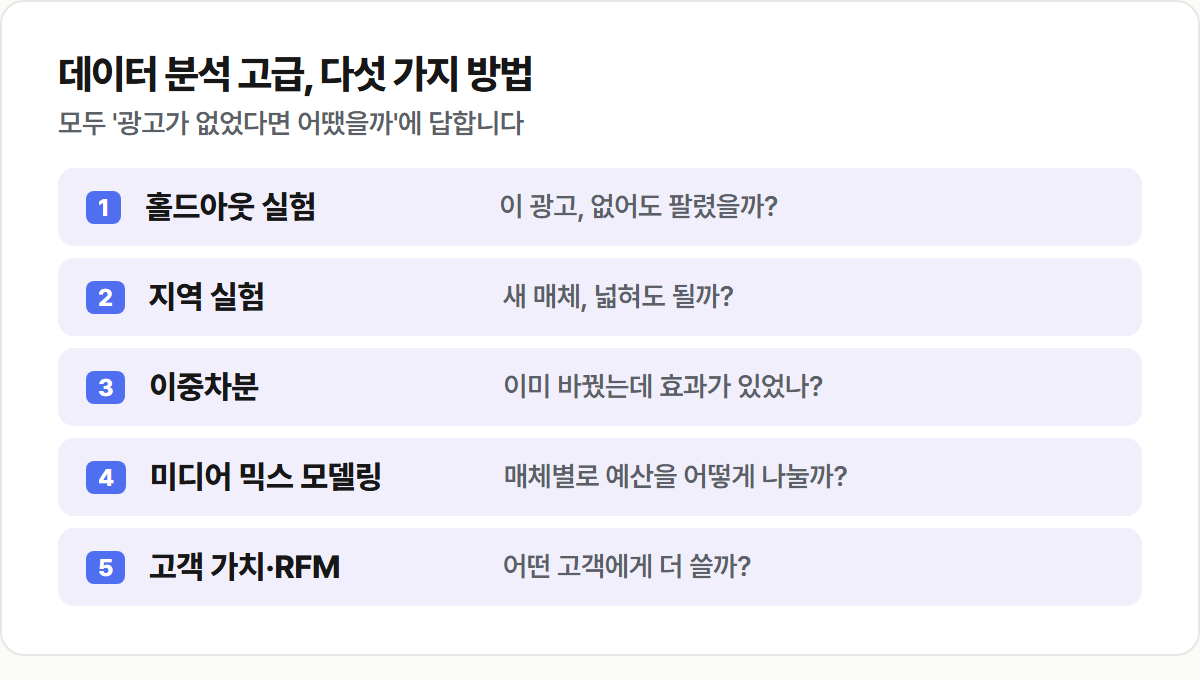 데이터 분석 고급, 다섯 가지 방법
모두 '광고가 없었다면 어땠을까'에 답합니다
1 홀드아웃 실험 이 광고, 없어도 팔렸을까?
2 지역 실험 새 매체, 넓혀도 될까?
3 이중차분 이미 바꿨는데 효과가 있었나?
4 미디어 믹스 모델링 매체별로 예산을 어떻게 나눌까?
5 고객 가치·RFM 어떤 고객에게 더 쓸까?